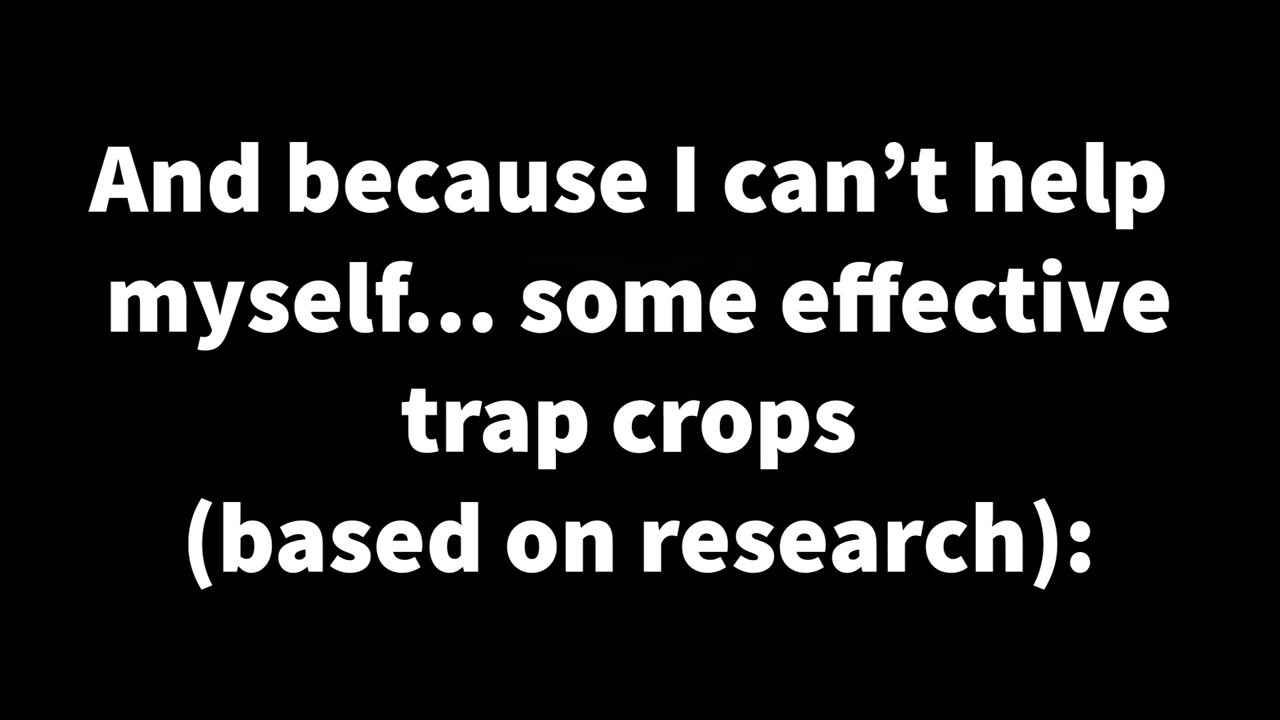 And because I can’t help
myself... some effective
trap crops
(based on research):